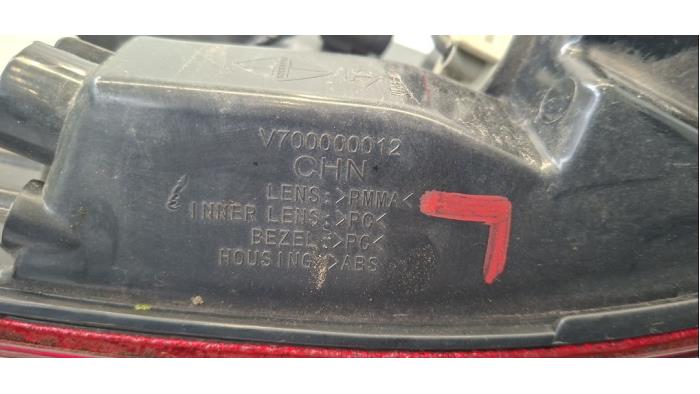 V700000012
CHN
LENS:>PMMA<
INNER LENS:>PC<
BEZEL:>PC<
HOUSING:>ABS